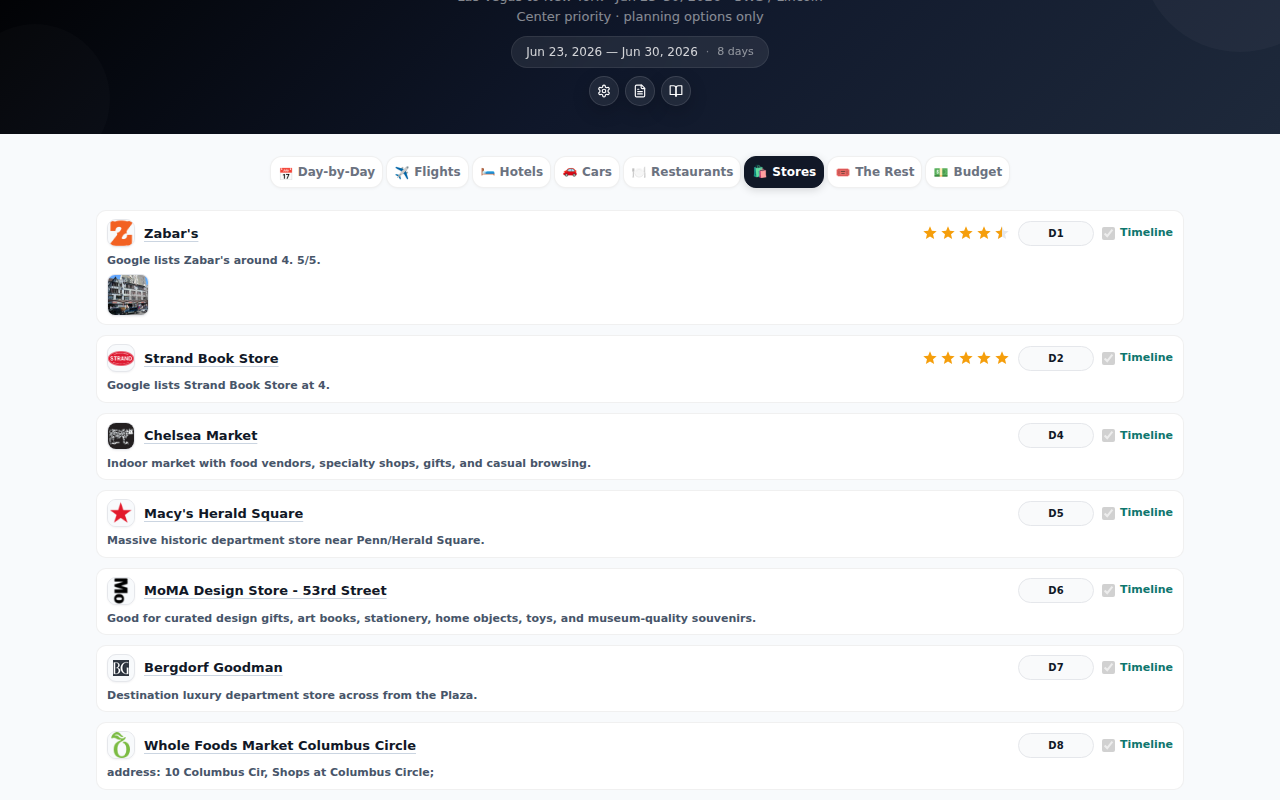 Center priority · planning options only
Jun 23, 2026 — Jun 30, 2026 · 8 days
Day-by-Day
Flights
Hotels
Cars
Restaurants
Stores
The Rest
Budget
Zabar's
D1
Timeline
Google lists Zabar's around 4. 5/5.
STRAND
Strand Book Store
D2
Timeline
Google lists Strand Book Store at 4.
Chelsea Market
D4
Timeline
Indoor market with food vendors, specialty shops, gifts, and casual browsing.
Macy's Herald Square
D5
Timeline
Massive historic department store near Penn/Herald Square.
Mo
MoMA Design Store - 53rd Street
D6
Timeline
Good for curated design gifts, art books, stationery, home objects, toys, and museum-quality souvenirs.
BG
Bergdorf Goodman
D7
Timeline
Destination luxury department store across from the Plaza.
Whole Foods Market Columbus Circle
D8
Timeline
address: 10 Columbus Cir, Shops at Columbus Circle;